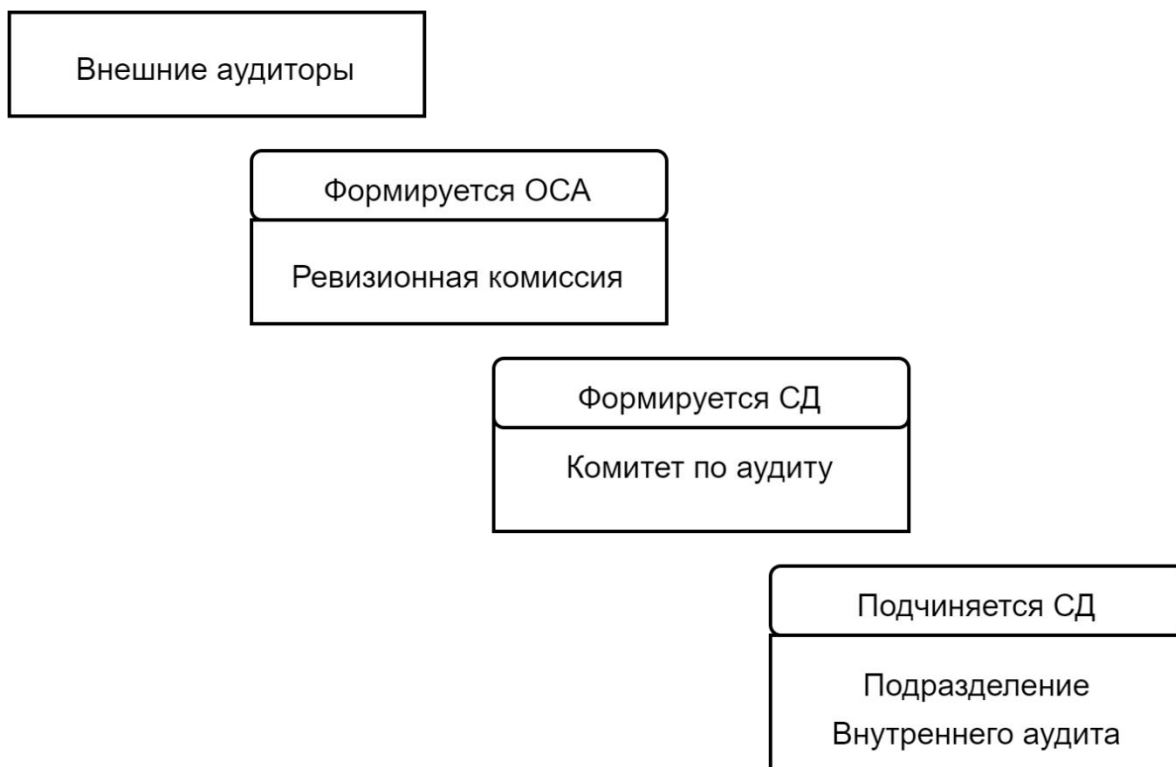 Внешние аудиторы
Формируется ОСА
Ревизионная комиссия
Формируется СД
Комитет по аудиту
Подчиняется СД
Подразделение
Внутреннего аудита